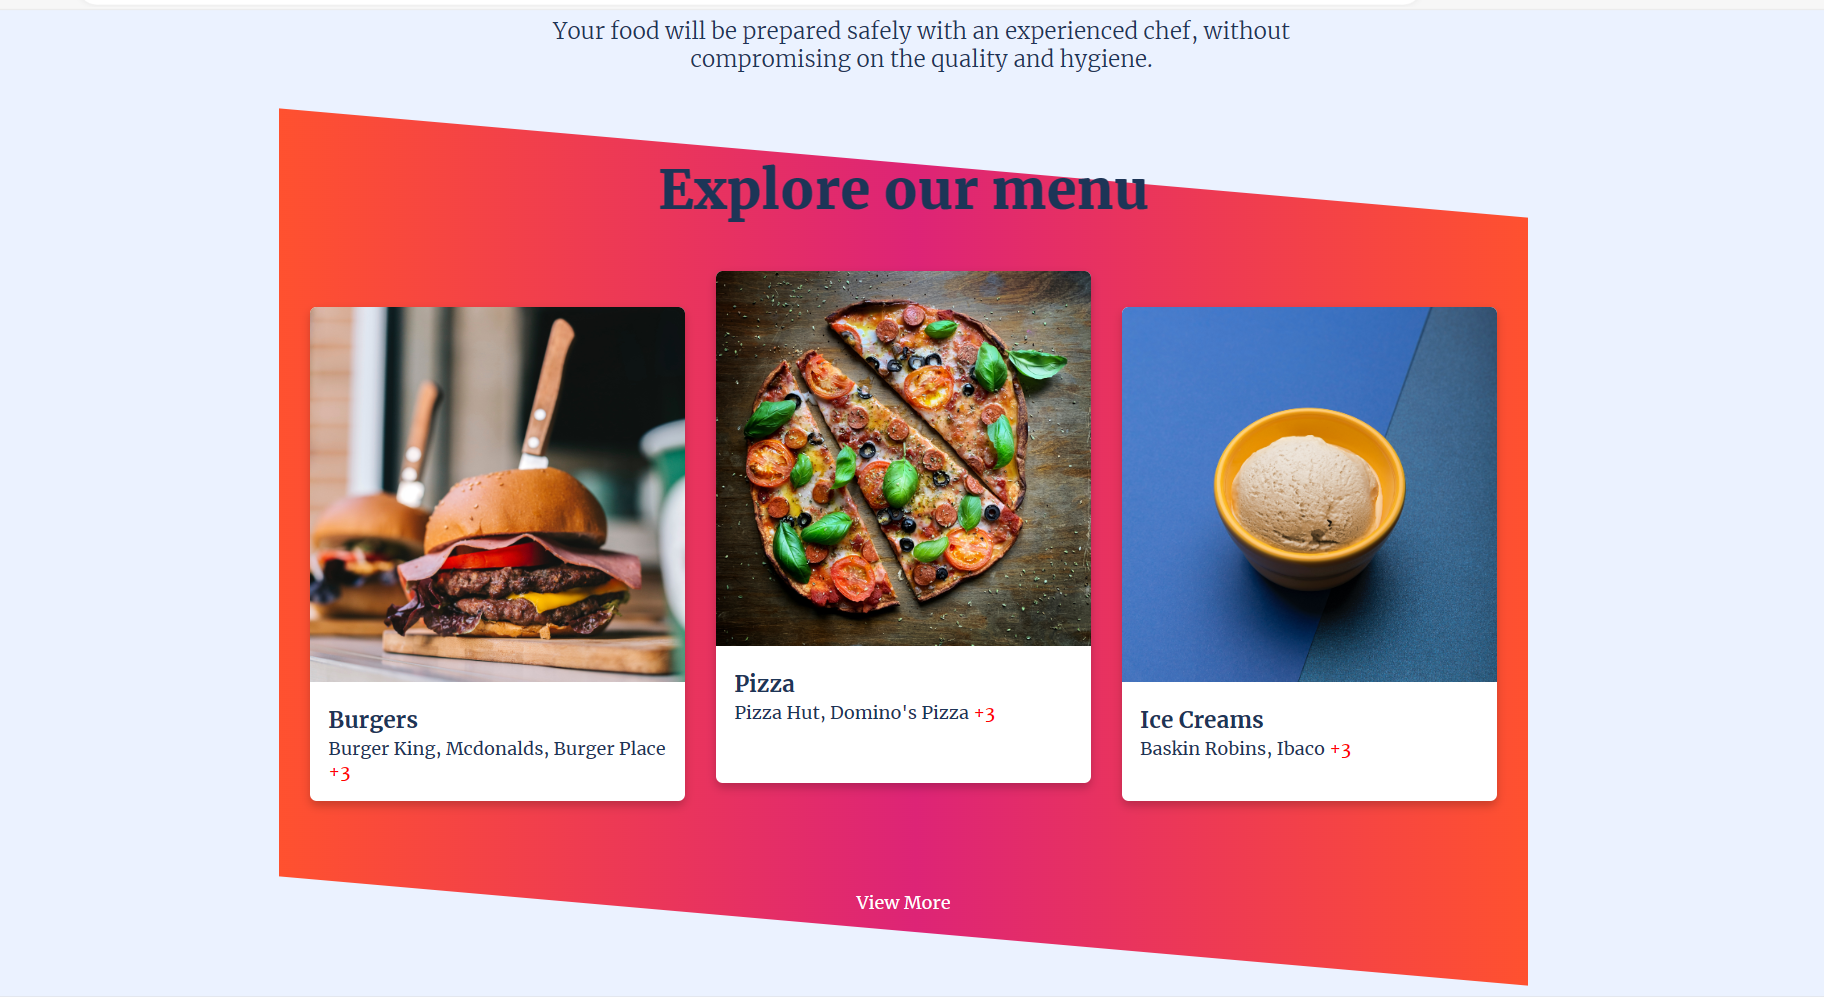 Your food will be prepared safely with an experienced chef, without
compromising on the quality and hygiene.
Explore our menu
Burgers
Burger King, Mcdonalds, Burger Place
+3
Pizza
Pizza Hut, Domino's Pizza +3
Ice Creams
Baskin Robins, Ibaco +3
View More